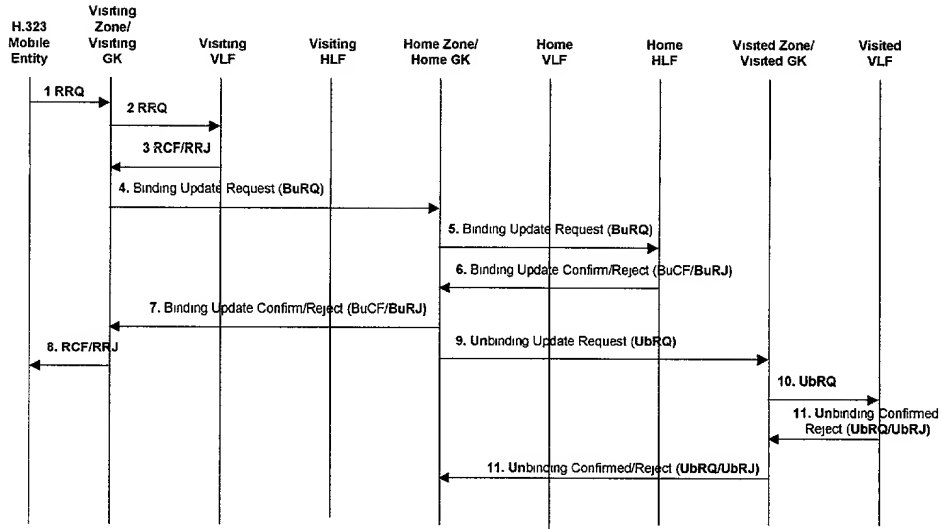 H.323
Mobile
Entity
Visiting
Zone/
Visiting
GK
Visiting
VLF
Visiting
HLF
Home Zone/
Home GK
Home
VLF
Home
HLF
Visited Zone/
Visited GK
Visited
VLF
1 RRQ
2 RRQ
3 RCF/RRJ
4. Binding Update Request (BuRQ)
5. Binding Update Request (BuRQ)
6. Binding Update Confirm/Reject (BuCF/BuRJ)
7. Binding Update Confirm/Reject (BuCF/BuRJ)
8. RCF/RRJ
9. Unbinding Update Request (UbRQ)
10. UbRQ
11. Unbinding Confirmed
Reject (UbRQ/UbRJ)
11. Unbinding Confirmed/Reject (UbRQ/UbRJ)